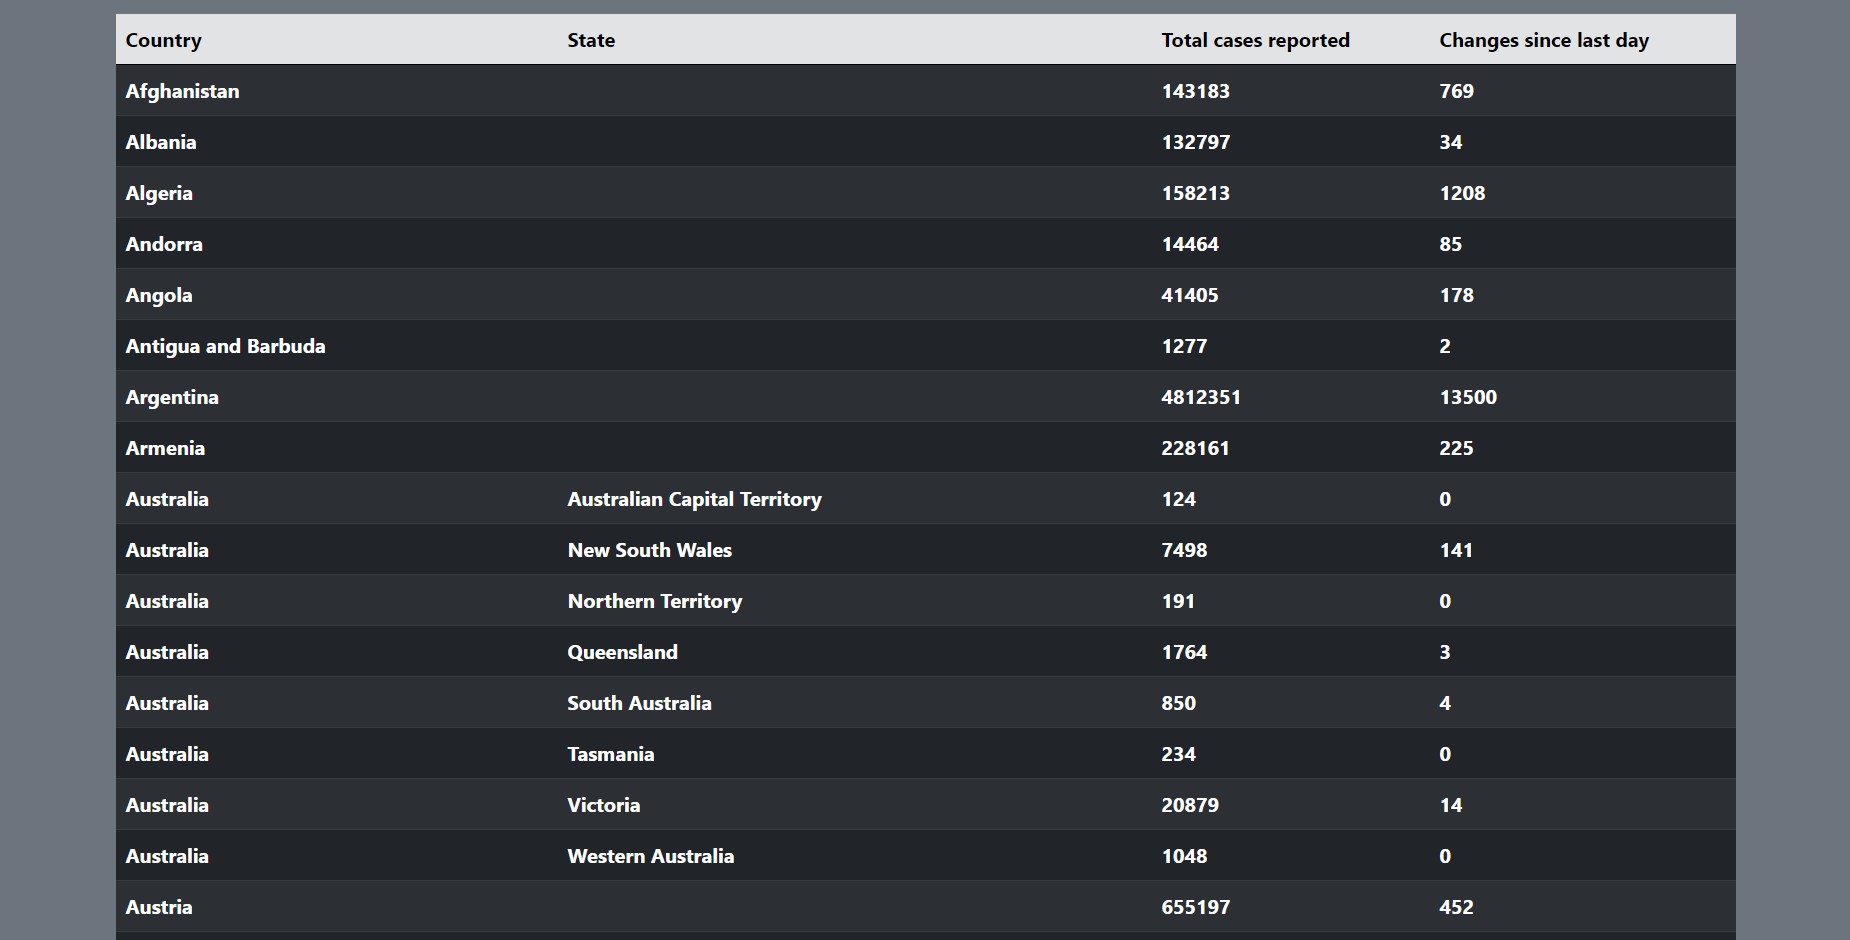 Country State Total cases reported Changes since last day
Afghanistan 143183 769
Albania 132797 34
Algeria 158213 1208
Andorra 14464 85
Angola 41405 178
Antigua and Barbuda 1277 2
Argentina 4812351 13500
Armenia 228161 225
Australia Australian Capital Territory 124 0
Australia New South Wales 7498 141
Australia Northern Territory 191 0
Australia Queensland 1764 3
Australia South Australia 850 4
Australia Tasmania 234 0
Australia Victoria 20879 14
Australia Western Australia 1048 0
Austria 655197 452